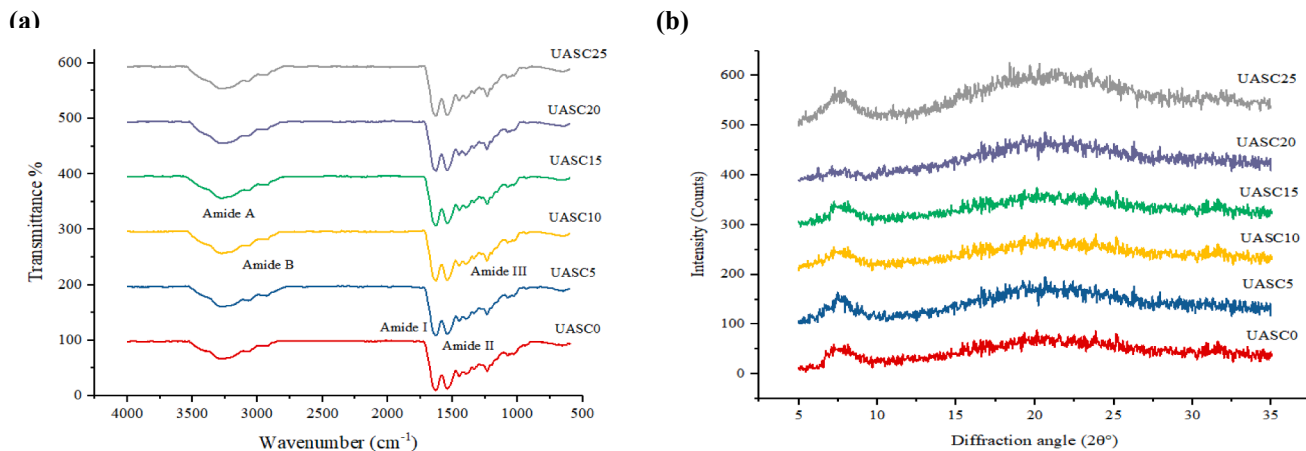 (a)
UASC25
600
UASC20
500
UASC15
400
Amide A
UASC10
300
Amide B
Amide III
UASC5
200
Amide I
UASC0
100
Amide II
0
4000 3500 3000 2500 2000 1500 1000 500
Transmittance %
Wavenumber (cm⁻¹)
(b)
UASC25
600
500
UASC20
400
UASC15
300
UASC10
200
UASC5
100
UASC0
0
5 10 15 20 25 30 35
Intensity (Counts)
Diffraction angle (2θ°)